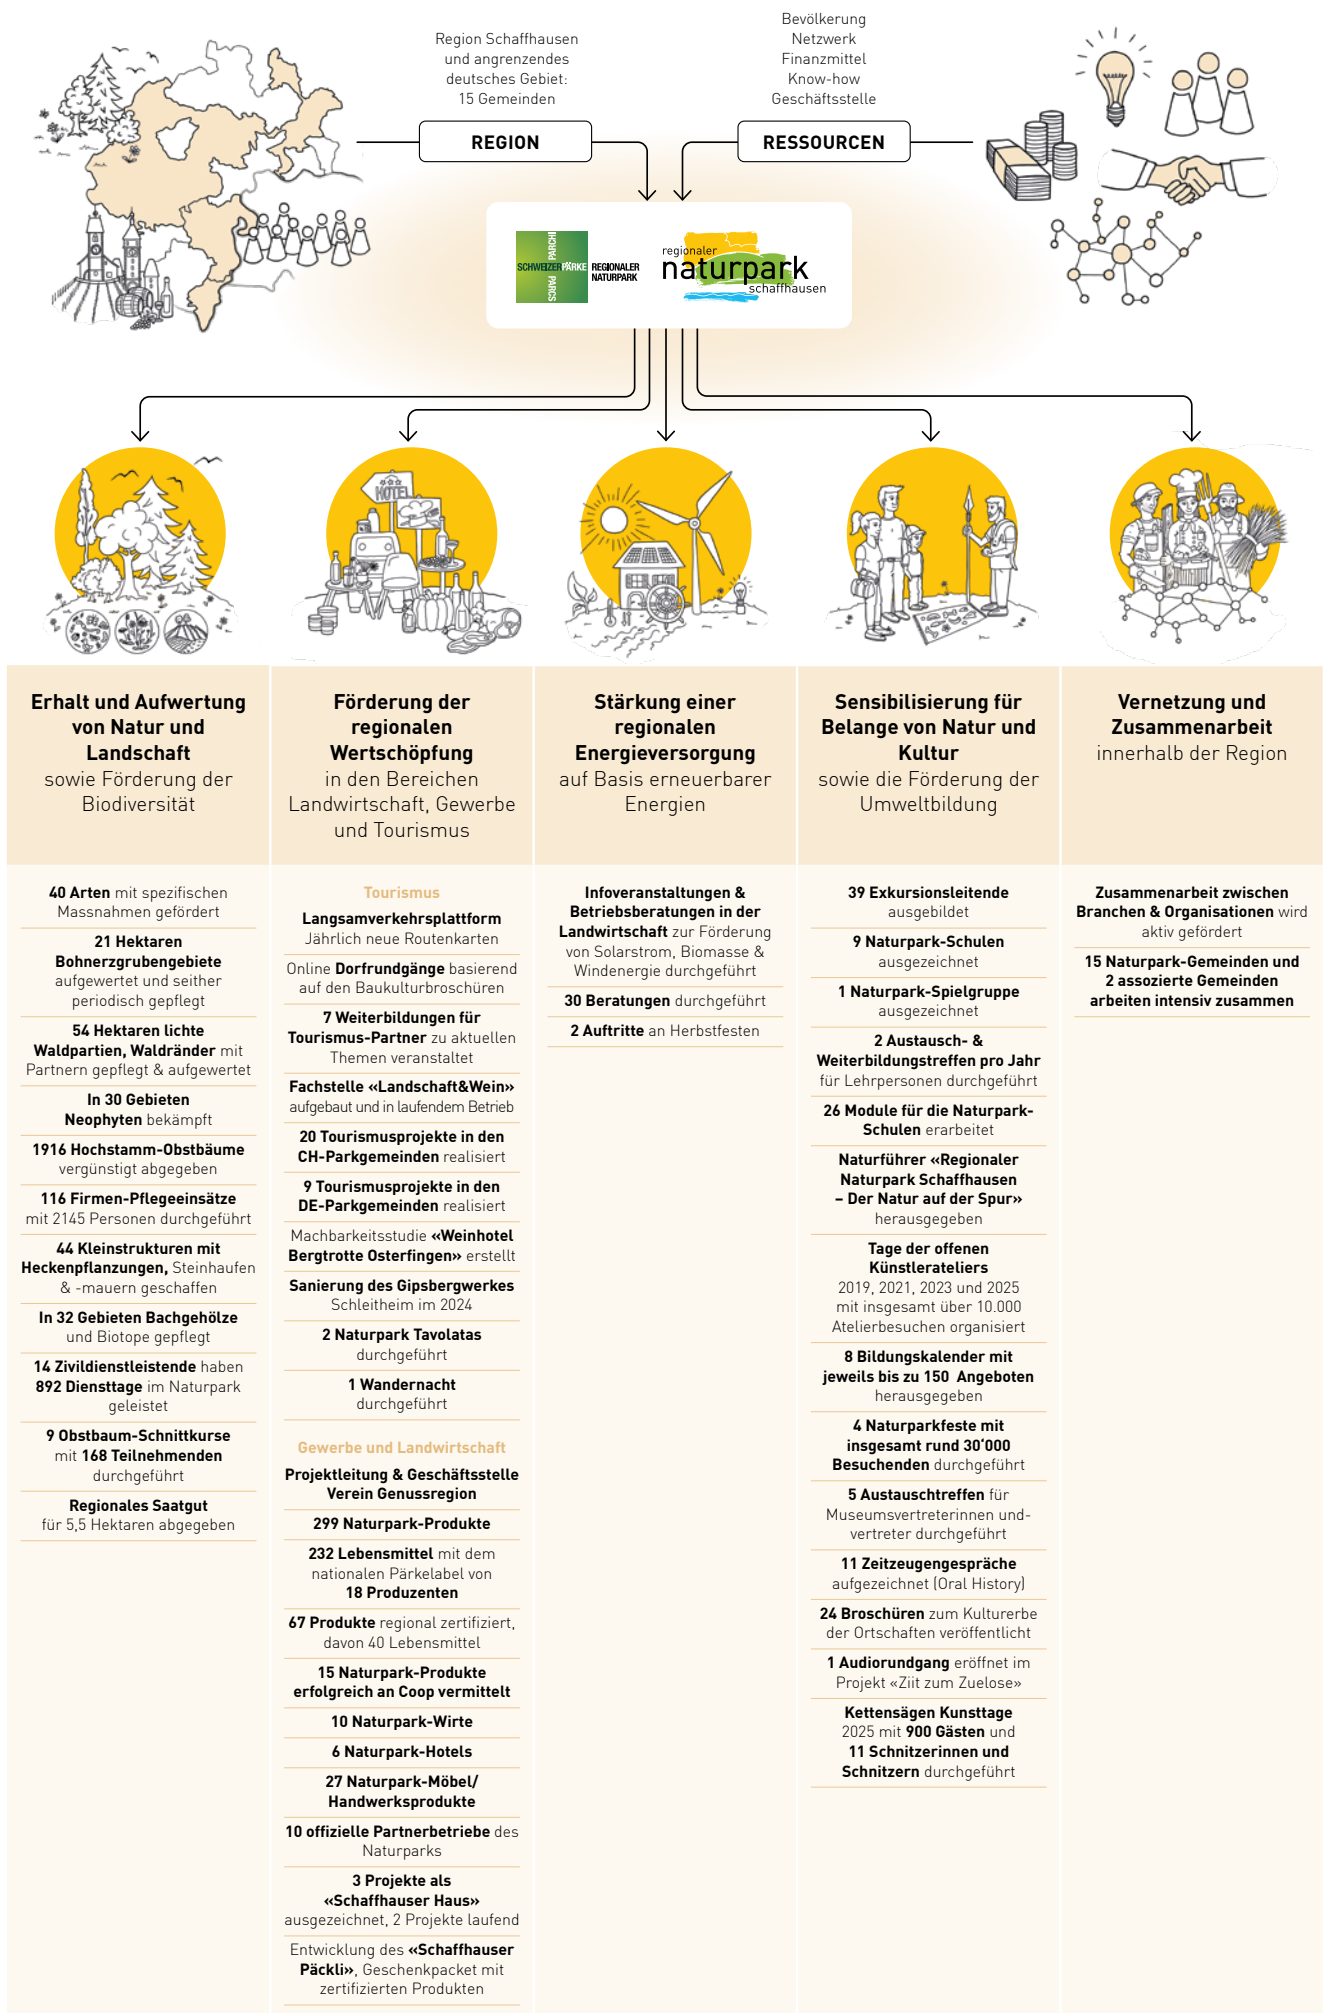 Region Schaffhausen
und angrenzendes
deutsches Gebiet:
15 Gemeinden
REGION
Bevölkerung
Netzwerk
Finanzmittel
Know-how
Geschäftsstelle
RESSOURCEN
SCHWEIZER PÄRKE
PARCHI
PARCS
REGIONALER
NATURPARK
regionaler
naturpark
schaffhausen
HOTEL
Erhalt und Aufwertung
von Natur und
Landschaft
sowie Förderung der
Biodiversität
40 Arten mit spezifischen
Massnahmen gefördert
21 Hektaren
Bohnerzgrubengebiete
aufgewertet und seither
periodisch gepflegt
54 Hektaren lichte
Waldpartien, Waldränder mit
Partnern gepflegt & aufgewertet
In 30 Gebieten
Neophyten bekämpft
1916 Hochstamm-Obstbäume
vergünstigt abgegeben
116 Firmen-Pflegeeinsätze
mit 2145 Personen durchgeführt
44 Kleinstrukturen mit
Heckenpflanzungen, Steinhaufen
& -mauern geschaffen
In 32 Gebieten Bachgehölze
und Biotope gepflegt
14 Zivildienstleistende haben
892 Diensttage im Naturpark
geleistet
9 Obstbaum-Schnittkurse
mit 168 Teilnehmenden
durchgeführt
Regionales Saatgut
für 5,5 Hektaren abgegeben
Förderung der
regionalen
Wertschöpfung
in den Bereichen
Landwirtschaft, Gewerbe
und Tourismus
Tourismus
Langsamverkehrsplattform
Jährlich neue Routenkarten
Online Dorfrundgänge basierend
auf den Baukulturbroschüren
7 Weiterbildungen für
Tourismus-Partner zu aktuellen
Themen veranstaltet
Fachstelle «Landschaft&Wein»
aufgebaut und in laufendem Betrieb
20 Tourismusprojekte in den
CH-Parkgemeinden realisiert
9 Tourismusprojekte in den
DE-Parkgemeinden realisiert
Machbarkeitsstudie «Weinhotel
Bergtrotte Osterfingen» erstellt
Sanierung des Gipsbergwerkes
Schleitheim im 2024
2 Naturpark Tavolatas
durchgeführt
1 Wandernacht
durchgeführt
Gewerbe und Landwirtschaft
Projektleitung & Geschäftsstelle
Verein Genussregion
299 Naturpark-Produkte
232 Lebensmittel mit dem
nationalen Pärkelabel von
18 Produzenten
67 Produkte regional zertifiziert,
davon 40 Lebensmittel
15 Naturpark-Produkte
erfolgreich an Coop vermittelt
10 Naturpark-Wirte
6 Naturpark-Hotels
27 Naturpark-Möbel/
Handwerksprodukte
10 offizielle Partnerbetriebe des
Naturparks
3 Projekte als
«Schaffhauser Haus»
ausgezeichnet, 2 Projekte laufend
Entwicklung des «Schaffhauser
Päckli», Geschenkpacket mit
zertifizierten Produkten
Stärkung einer
regionalen
Energieversorgung
auf Basis erneuerbarer
Energien
Infoveranstaltungen &
Betriebsberatungen in der
Landwirtschaft zur Förderung
von Solarstrom, Biomasse &
Windenergie durchgeführt
30 Beratungen durchgeführt
2 Auftritte an Herbstfesten
Sensibilisierung für
Belange von Natur und
Kultur
sowie die Förderung der
Umweltbildung
39 Exkursionsleitende
ausgebildet
9 Naturpark-Schulen
ausgezeichnet
1 Naturpark-Spielgruppe
ausgezeichnet
2 Austausch- &
Weiterbildungstreffen pro Jahr
für Lehrpersonen durchgeführt
26 Module für die Naturpark-
Schulen erarbeitet
Naturführer «Regionaler
Naturpark Schaffhausen
– Der Natur auf der Spur»
herausgegeben
Tage der offenen
Künstlerateliers
2019, 2021, 2023 und 2025
mit insgesamt über 10.000
Atelierbesuchen organisiert
8 Bildungskalender mit
jeweils bis zu 150 Angeboten
herausgegeben
4 Naturparkfeste mit
insgesamt rund 30‘000
Besuchenden durchgeführt
5 Austauschtreffen für
Museumsvertreterinnen und-
vertreter durchgeführt
11 Zeitzeugengespräche
aufgezeichnet (Oral History)
24 Broschüren zum Kulturerbe
der Ortschaften veröffentlicht
1 Audiorundgang eröffnet im
Projekt «Ziit zum Zuelose»
Kettensägen Kunsttage
2025 mit 900 Gästen und
11 Schnitzerinnen und
Schnitzern durchgeführt
Vernetzung und
Zusammenarbeit
innerhalb der Region
Zusammenarbeit zwischen
Branchen & Organisationen wird
aktiv gefördert
15 Naturpark-Gemeinden und
2 assozierte Gemeinden
arbeiten intensiv zusammen